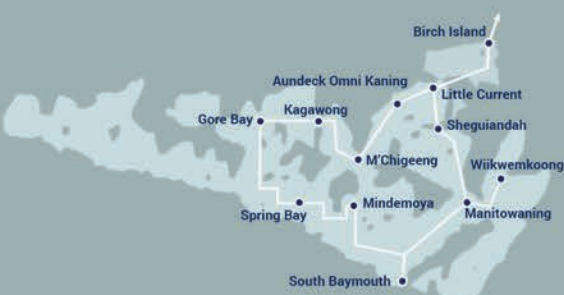 Birch Island
Aundeck Omni Kaning
Little Current
Kagawong
Gore Bay
Sheguiandah
M'Chigeeng
Wiikwemkoong
Spring Bay
Mindemoya
Manitowaning
South Baymouth